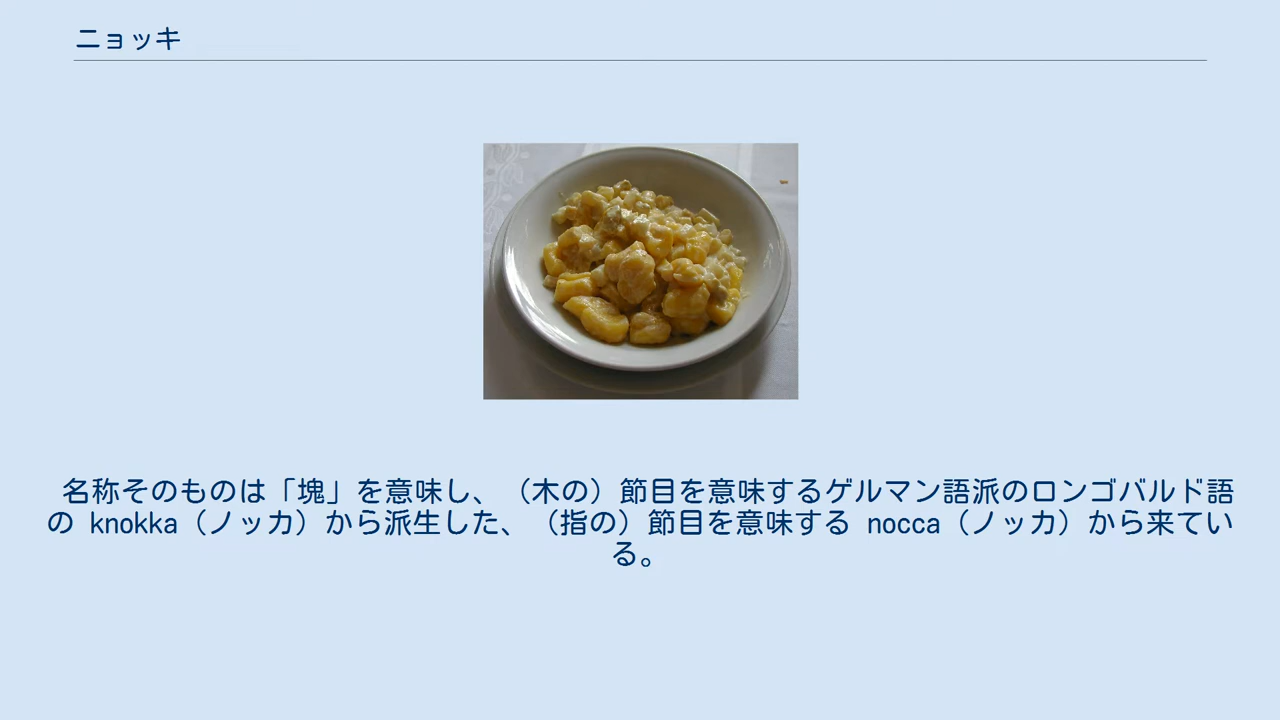 ニョッキ
名称そのものは「塊」を意味し、（木の）節目を意味するゲルマン語派のロンゴバルド語
の knokka（ノッカ）から派生した、（指の）節目を意味する nocca（ノッカ）から来てい
る。